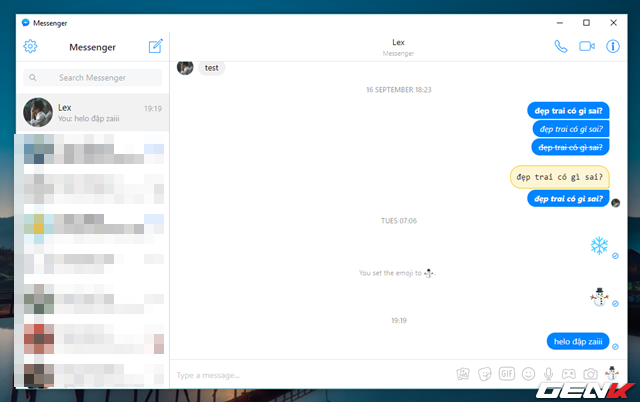 Messenger
Messenger
Search Messenger
Lex
19:19
You: helo đập zaiii
Lex
Messenger
test
16 SEPTEMBER 18:23
đẹp trai có gì sai?
đẹp trai có gì sai?
đẹp trai có gì sai?
đẹp trai có gì sai?
đẹp trai có gì sai?
TUES 07:06
You set the emoji to ⛄.
19:19
helo đập zaiii
Type a message...
GIF
GENK